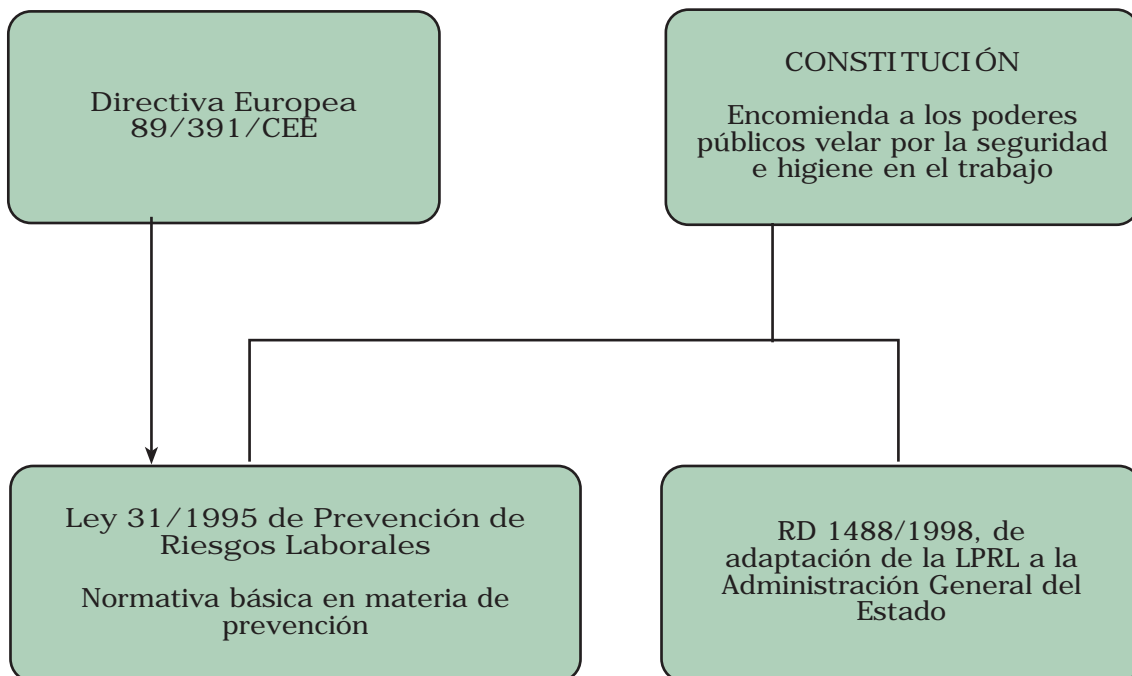 Directiva Europea
89/391/CEE
CONSTITUCIÓN
Encomienda a los poderes
públicos velar por la seguridad
e higiene en el trabajo
Ley 31/1995 de Prevención de
Riesgos Laborales
Normativa básica en materia de
prevención
RD 1488/1998, de
adaptación de la LPRL a la
Administración General del
Estado